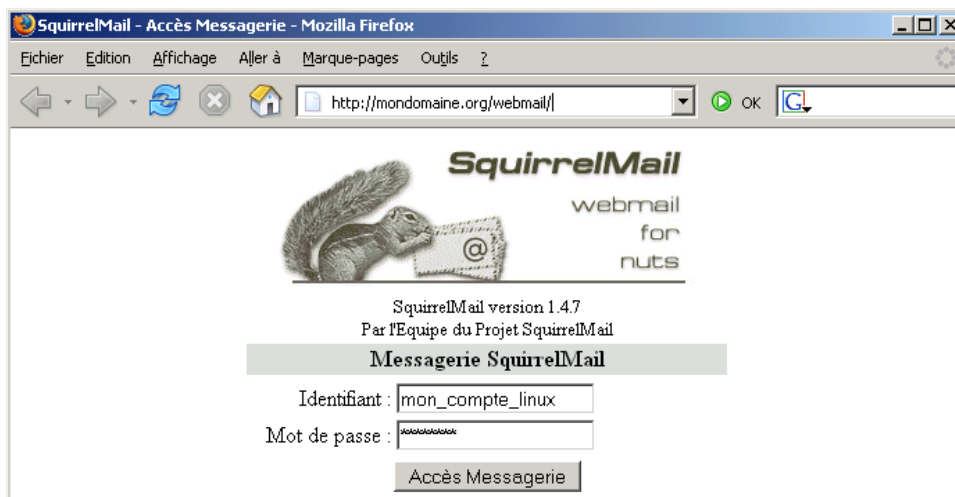 SquirrelMail - Accès Messagerie - Mozilla Firefox
Fichier Edition Affichage Aller à Marque-pages Outils ?
http://mondomaine.org/webmail/ OK G
SquirrelMail
webmail
for
nuts
@
SquirrelMail version 1.4.7
Par l'Equipe du Projet SquirrelMail
Messagerie SquirrelMail
Identifiant : mon_compte_linux
Mot de passe : *********
Accès Messagerie